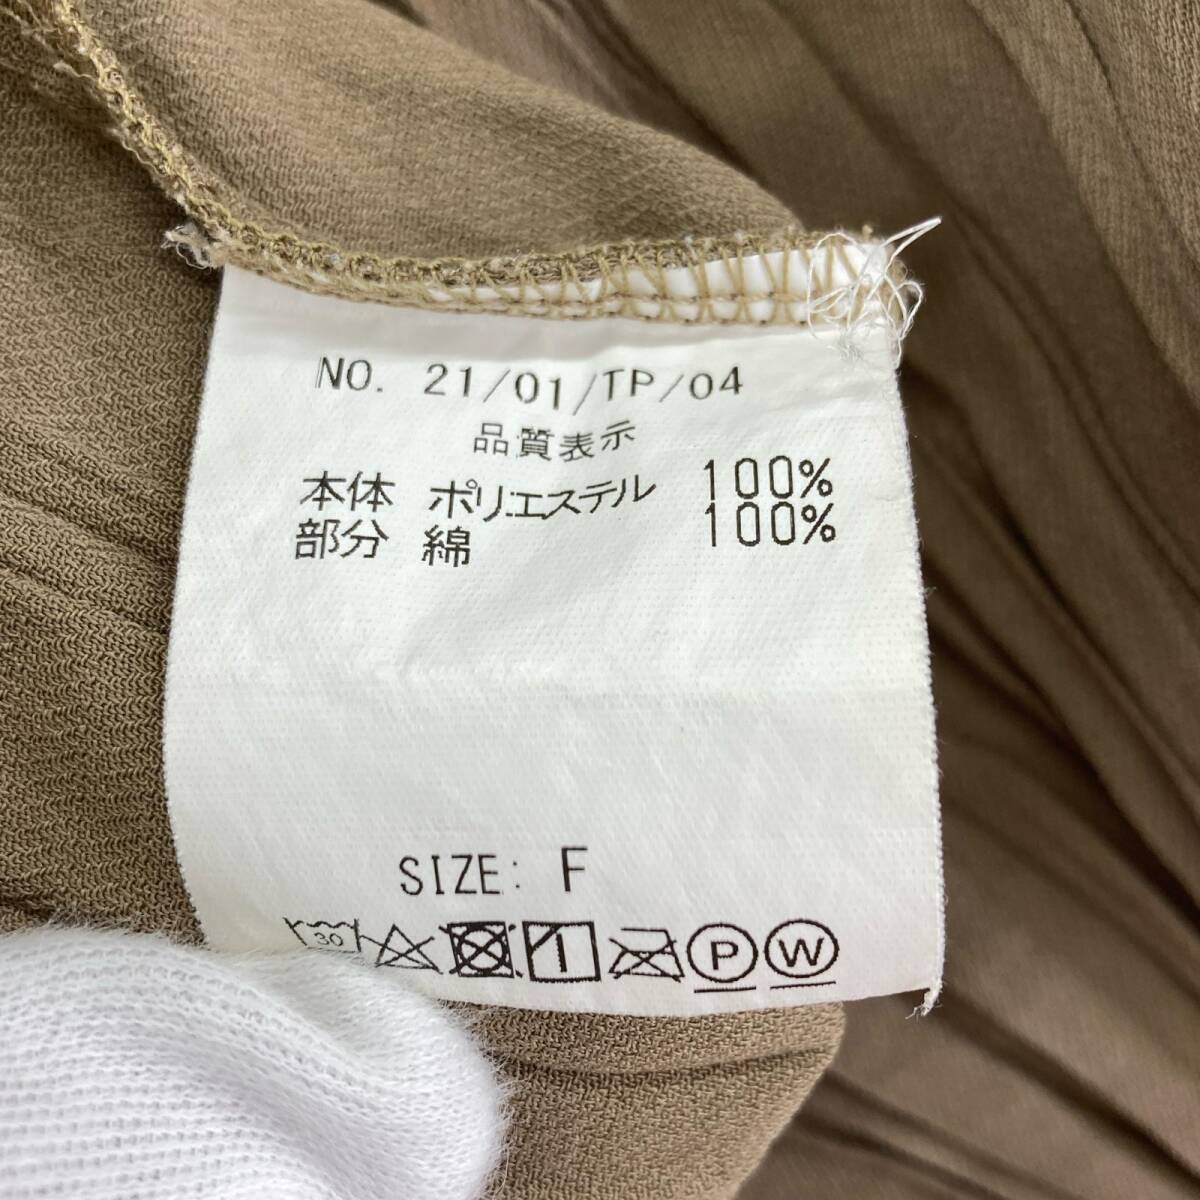 NO. 21/01/TP/04
品質表示
本体 ポリエステル 100%
部分 綿 100%
SIZE: F
30 P W